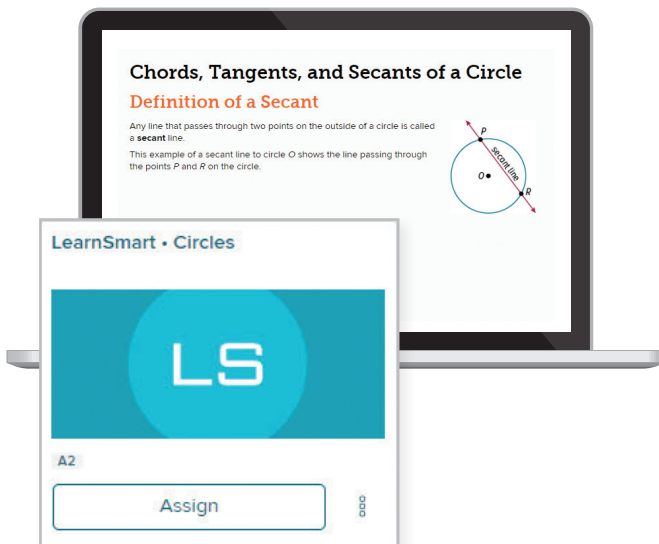 Chords, Tangents, and Secants of a Circle
Definition of a Secant
Any line that passes through two points on the outside of a circle is called
a secant line.
This example of a secant line to circle O shows the line passing through
the points P and R on the circle.
P
secant line
O
R
LearnSmart • Circles
LS
A2
Assign